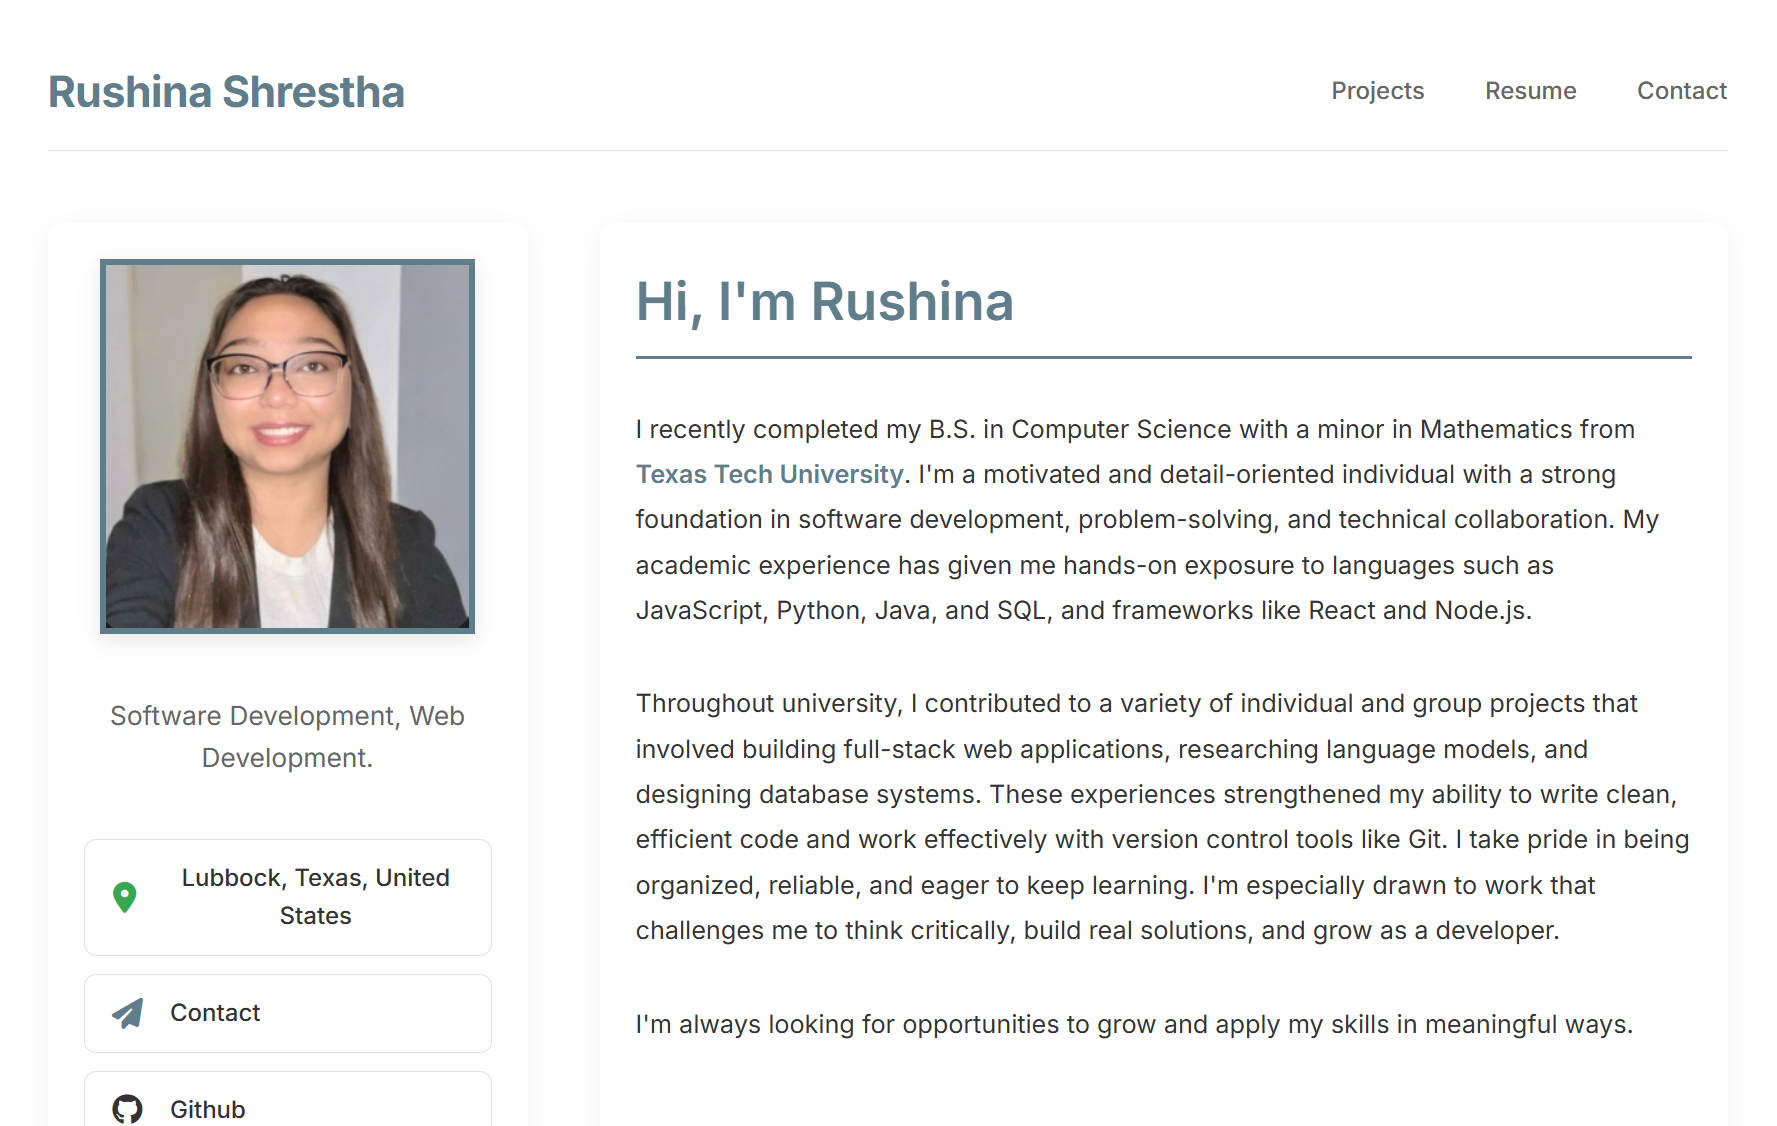 Rushina Shrestha
Projects
Resume
Contact
Software Development, Web
Development.
Lubbock, Texas, United
States
Contact
Github
Hi, I'm Rushina
I recently completed my B.S. in Computer Science with a minor in Mathematics from
Texas Tech University. I'm a motivated and detail-oriented individual with a strong
foundation in software development, problem-solving, and technical collaboration. My
academic experience has given me hands-on exposure to languages such as
JavaScript, Python, Java, and SQL, and frameworks like React and Node.js.
Throughout university, I contributed to a variety of individual and group projects that
involved building full-stack web applications, researching language models, and
designing database systems. These experiences strengthened my ability to write clean,
efficient code and work effectively with version control tools like Git. I take pride in being
organized, reliable, and eager to keep learning. I'm especially drawn to work that
challenges me to think critically, build real solutions, and grow as a developer.
I'm always looking for opportunities to grow and apply my skills in meaningful ways.